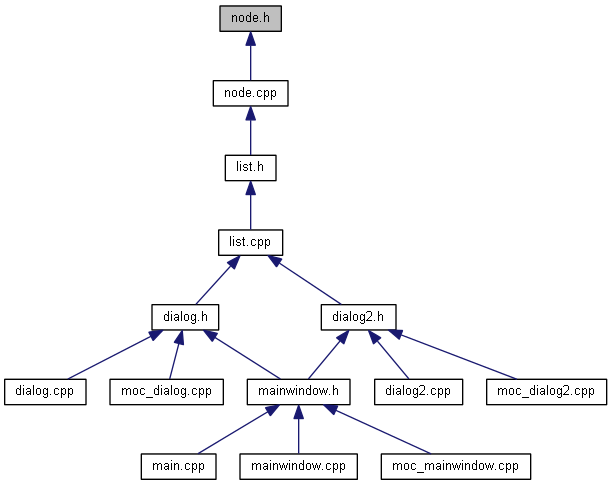 node.h
node.cpp
list.h
list.cpp
dialog.h
dialog2.h
dialog.cpp
moc_dialog.cpp
mainwindow.h
dialog2.cpp
moc_dialog2.cpp
main.cpp
mainwindow.cpp
moc_mainwindow.cpp